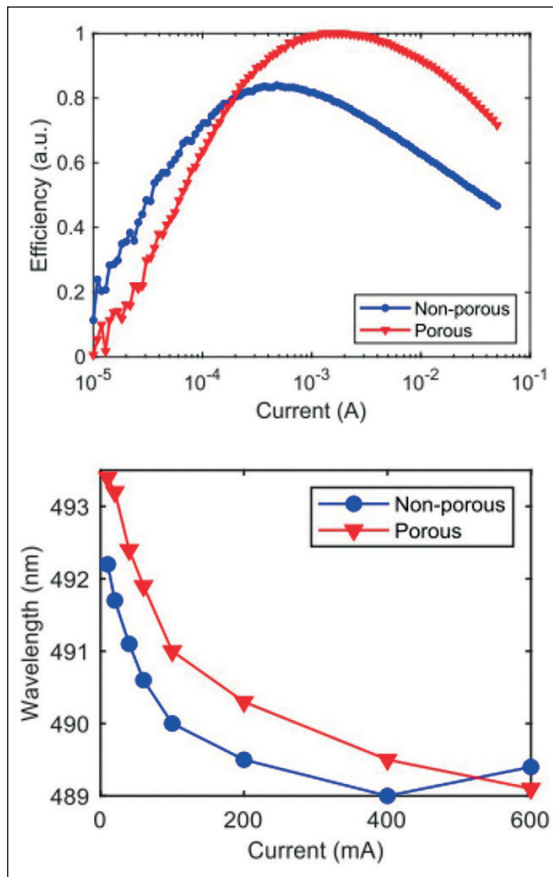 1
0.8
0.6
0.4
0.2
0
Efficiency (a.u.)
Non-porous
Porous
10-5
10-4
10-3
10-2
10-1
Current (A)
493
492
491
490
489
Wavelength (nm)
Non-porous
Porous
0
200
400
600
Current (mA)